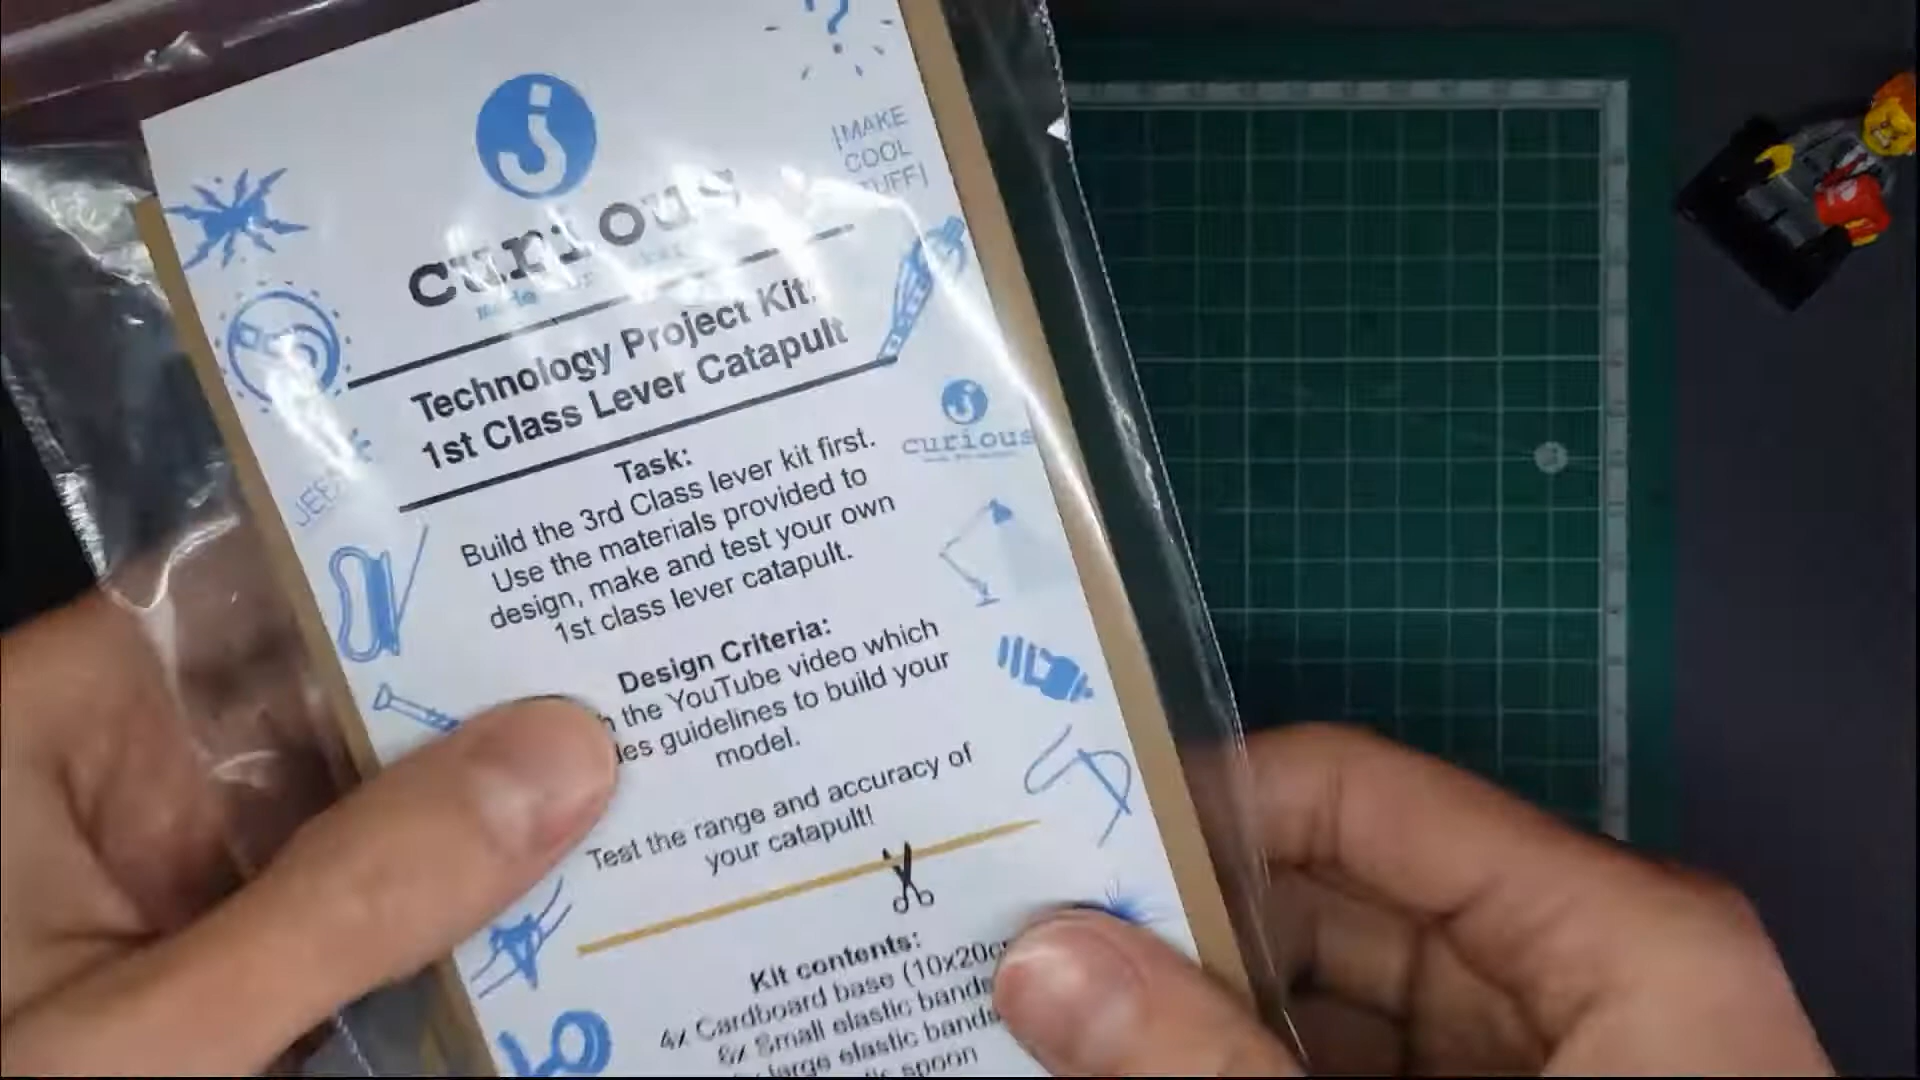 curious
[MAKE
COOL
Technology Project Kit:
1st Class Lever Catapult
curious
Task:
Build the 3rd Class lever kit first.
Use the materials provided to
design, make and test your own
1st class lever catapult.
Design Criteria:
the YouTube video which
guidelines to build your
model.
Test the range and accuracy of
your catapult!
Kit contents:
4x Cardboard base (10x20c
Small elastic bands
large elastic bands
spoon